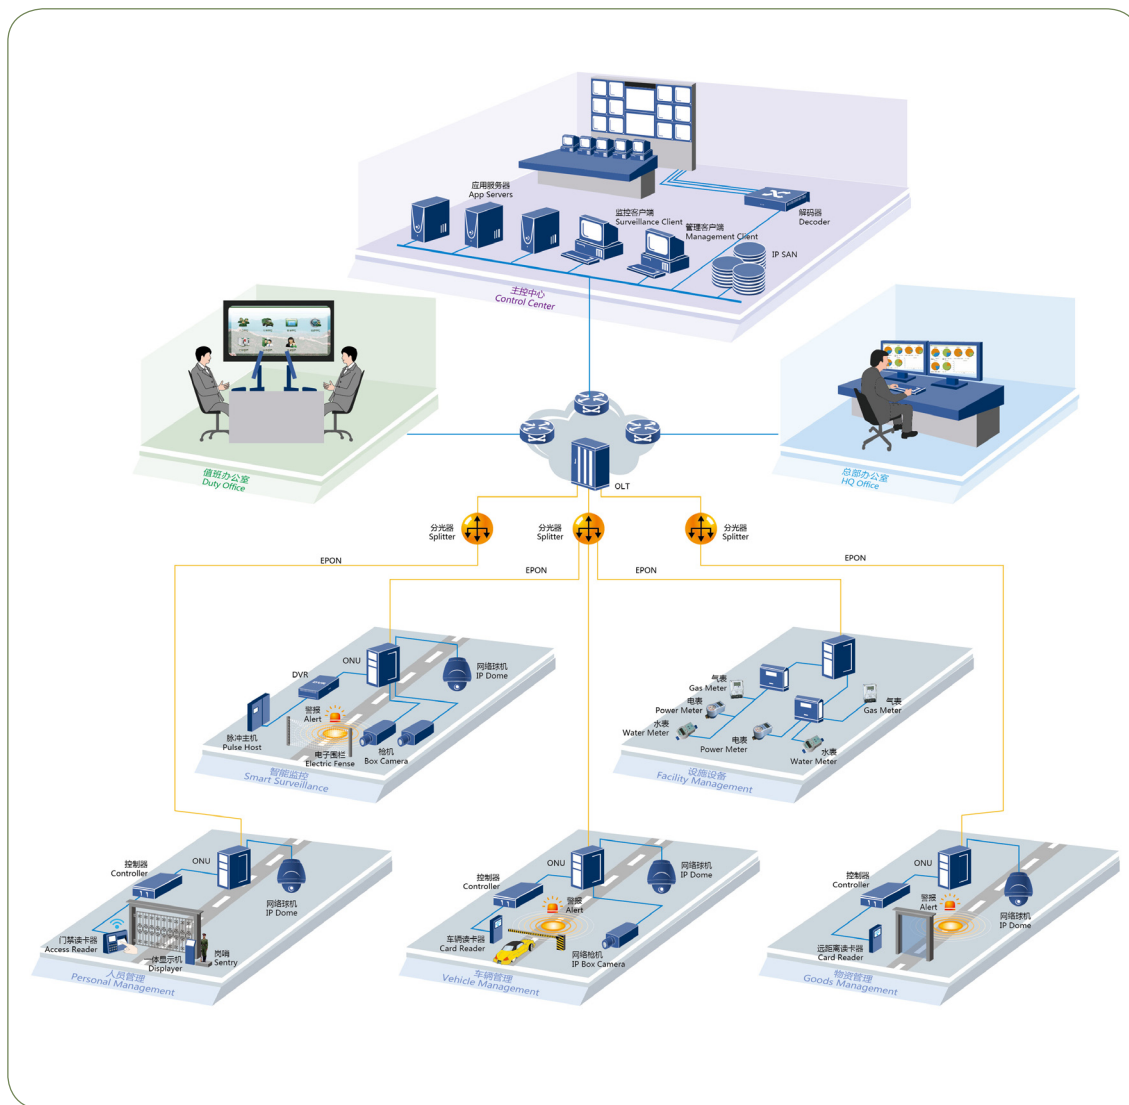 应用服务器
App Servers
监控客户端
Surveillance Client
管理客户端
Management Client
解码器
Decoder
IP SAN
主控中心
Control Center
值班办公室
Duty Office
总部办公室
HQ Office
OLT
分光器
Splitter
分光器
Splitter
分光器
Splitter
EPON
EPON
EPON
EPON
ONU
网络球机
IP Dome
DVR
警报
Alert
脉冲主机
Pulse Host
电子围栏
Electric Fense
枪机
Box Camera
智能监控
Smart Surveillance
气表
Gas Meter
电表
Power Meter
水表
Water Meter
气表
Gas Meter
电表
Power Meter
水表
Water Meter
设施设备
Facility Management
ONU
控制器
Controller
网络球机
IP Dome
门禁读卡器
Access Reader
一体显示机
Displayer
岗哨
Sentry
人员管理
Personal Management
ONU
控制器
Controller
网络球机
IP Dome
警报
Alert
车辆读卡器
Card Reader
网络枪机
IP Box Camera
车辆管理
Vehicle Management
ONU
控制器
Controller
警报
Alert
网络球机
IP Dome
远距离读卡器
Card Reader
物资管理
Goods Management